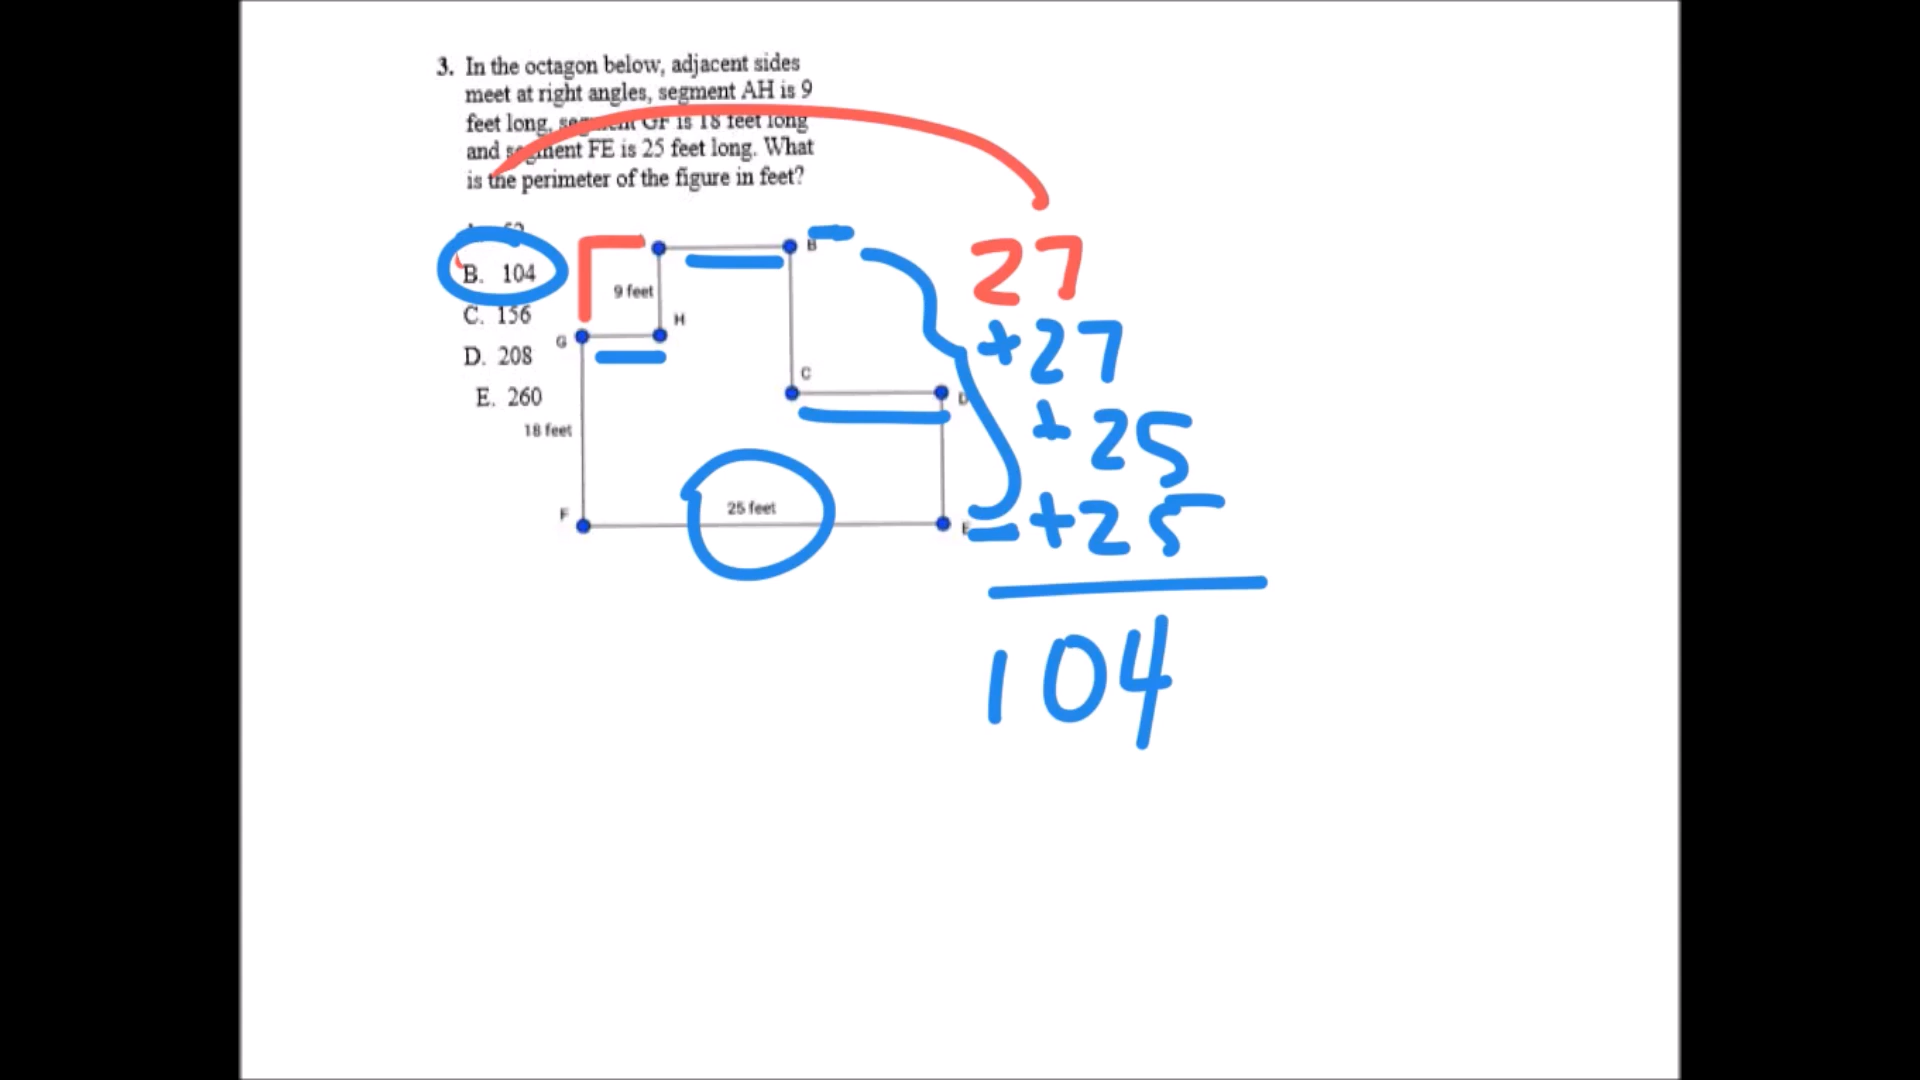 3. In the octagon below, adjacent sides
meet at right angles, segment AH is 9
feet long, segment GF is 18 feet long
and segment FE is 25 feet long. What
is the perimeter of the figure in feet?
B. 104
C. 156
D. 208
E. 260
B
9 feet
H
G
C
D
18 feet
25 feet
F
E
27
+27
+25
+25
104